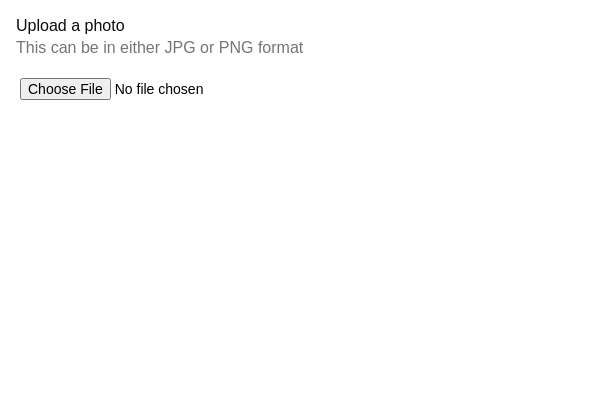 Upload a photo
This can be in either JPG or PNG format
Choose File No file chosen